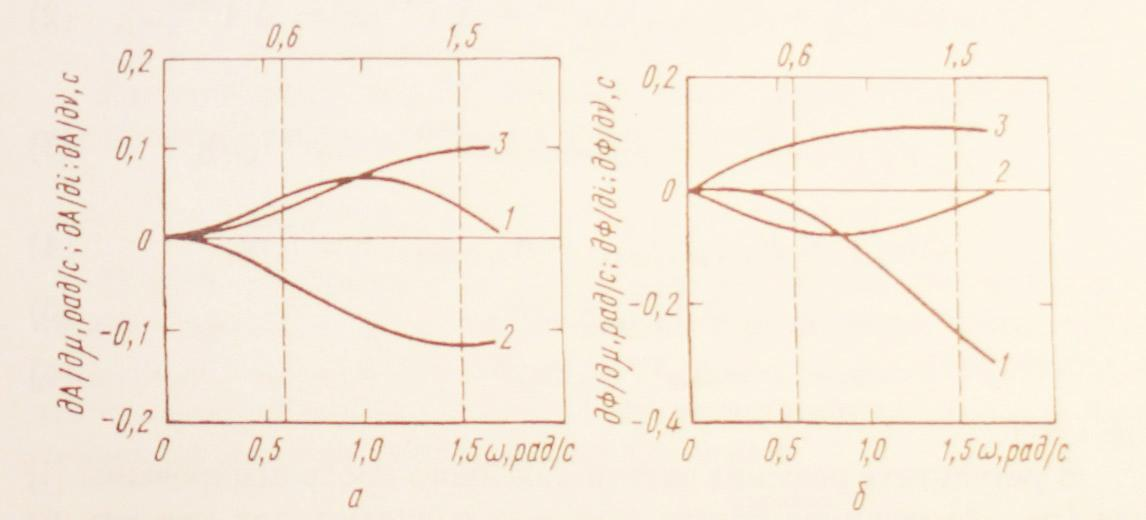 0,6 1,5
0,2
0,1
0
-0,1
-0,2
∂A/∂μ, рад/с; ∂A/∂i; ∂A/∂ν, с
3
1
2
0 0,5 1,0 1,5 ω, рад/с
а
0,6 1,5
0,2
0
-0,2
-0,4
∂Φ/∂μ, рад/с; ∂Φ/∂i; ∂Φ/∂ν, с
3
2
1
0 0,5 1,0 1,5 ω, рад/с
б